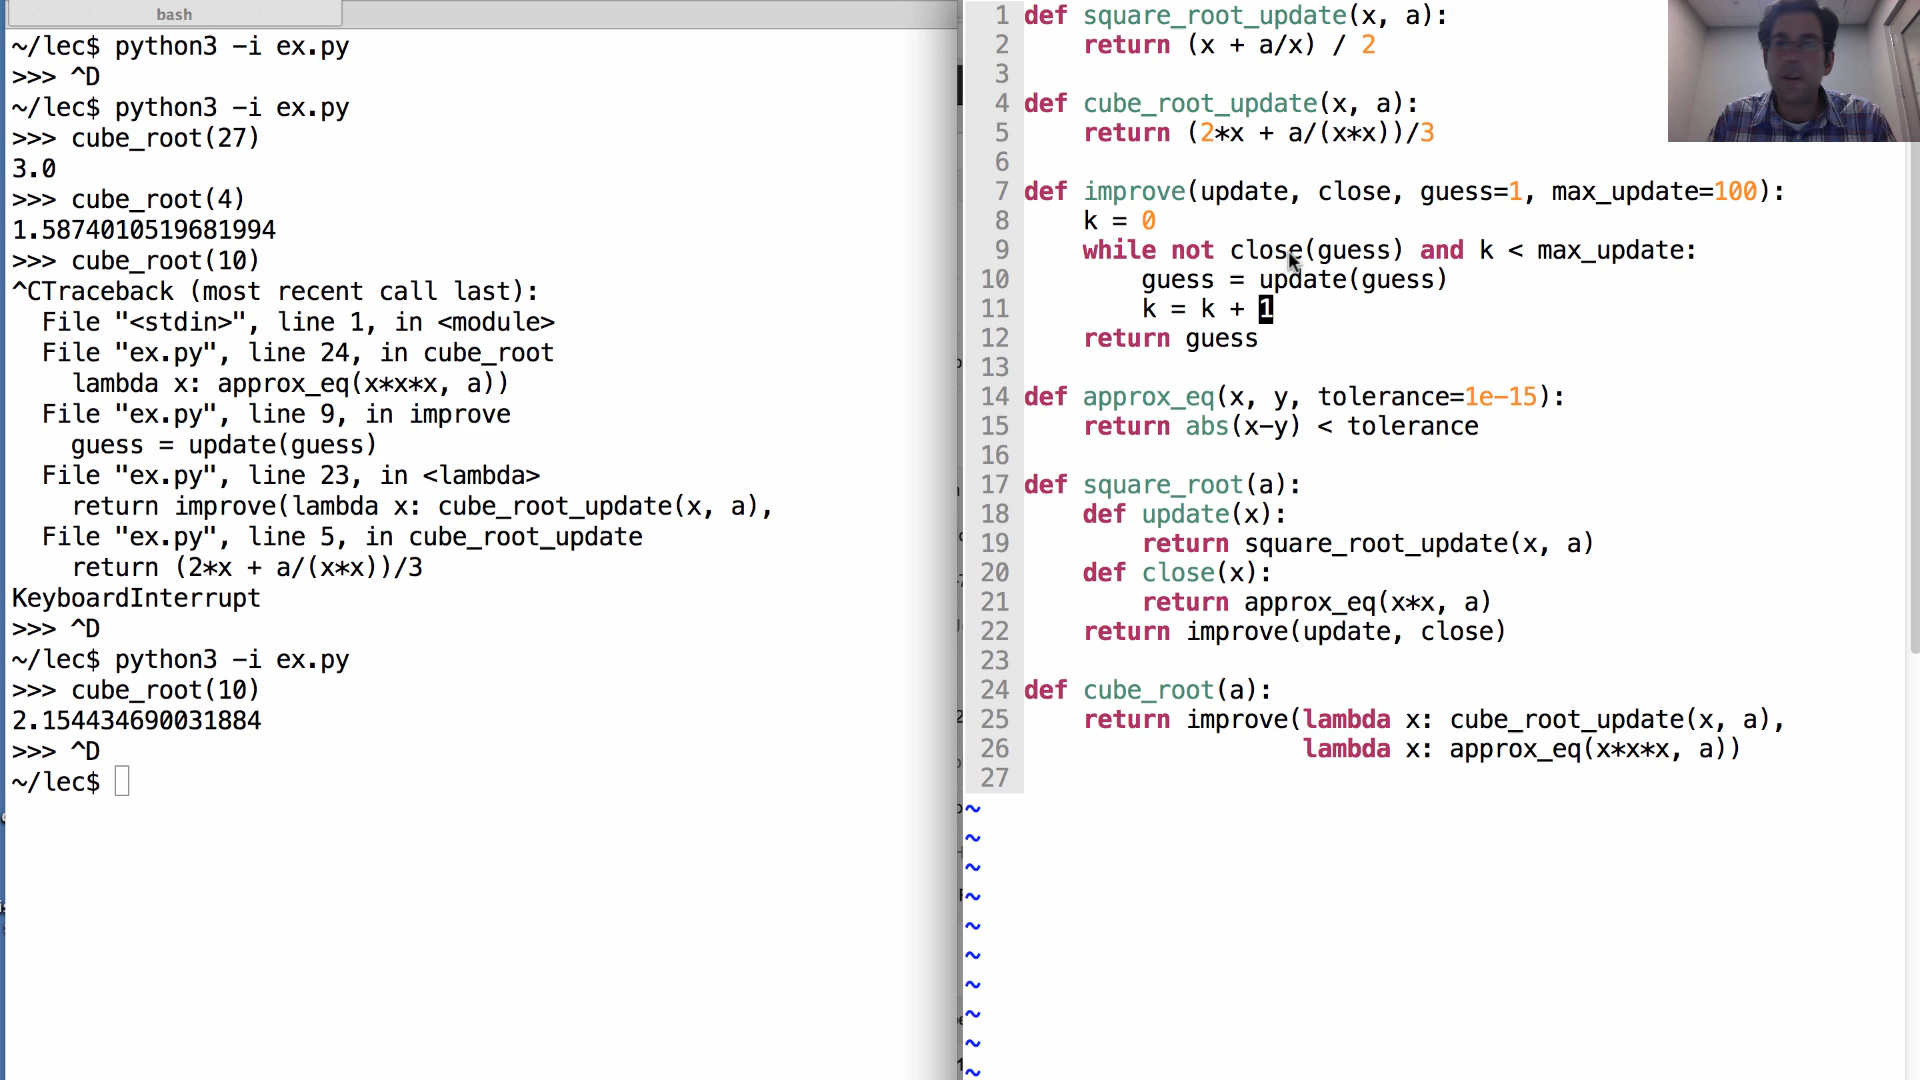 bash
~/lec$ python3 -i ex.py
>>> ^D
~/lec$ python3 -i ex.py
>>> cube_root(27)
3.0
>>> cube_root(4)
1.5874010519681994
>>> cube_root(10)
^CTraceback (most recent call last):
  File "<stdin>", line 1, in <module>
  File "ex.py", line 24, in cube_root
    lambda x: approx_eq(x*x*x, a))
  File "ex.py", line 9, in improve
    guess = update(guess)
  File "ex.py", line 23, in <lambda>
    return improve(lambda x: cube_root_update(x, a),
  File "ex.py", line 5, in cube_root_update
    return (2*x + a/(x*x))/3
KeyboardInterrupt
>>> ^D
~/lec$ python3 -i ex.py
>>> cube_root(10)
2.154434690031884
>>> ^D
~/lec$
1 def square_root_update(x, a):
2     return (x + a/x) / 2
3
4 def cube_root_update(x, a):
5     return (2*x + a/(x*x))/3
6
7 def improve(update, close, guess=1, max_update=100):
8     k = 0
9     while not close(guess) and k < max_update:
10         guess = update(guess)
11         k = k + 1
12     return guess
13
14 def approx_eq(x, y, tolerance=1e-15):
15     return abs(x-y) < tolerance
16
17 def square_root(a):
18     def update(x):
19         return square_root_update(x, a)
20     def close(x):
21         return approx_eq(x*x, a)
22     return improve(update, close)
23
24 def cube_root(a):
25     return improve(lambda x: cube_root_update(x, a),
26                    lambda x: approx_eq(x*x*x, a))
27
~
~
~
~
~
~
~
~
~
~